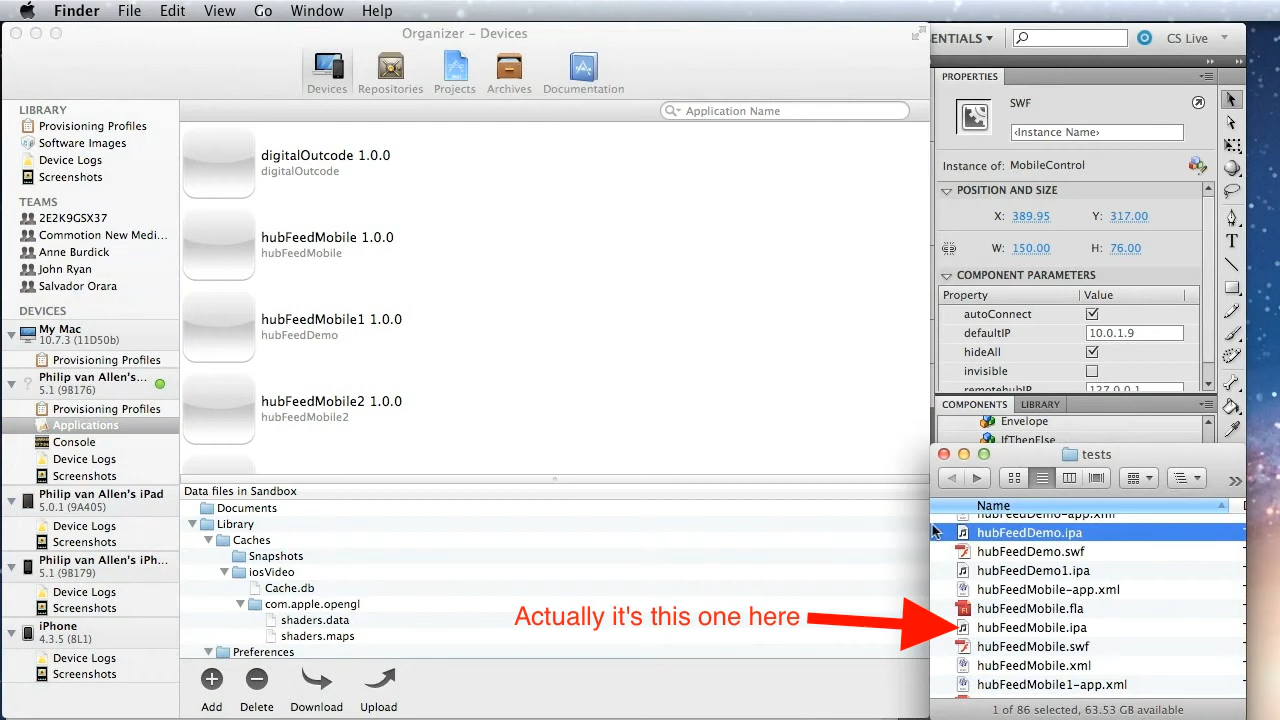 Finder File Edit View Go Window Help
Organizer – Devices
Devices Repositories Projects Archives Documentation
Application Name
LIBRARY
Provisioning Profiles
Software Images
Device Logs
Screenshots
TEAMS
2E2K9GSX37
Commotion New Medi...
Anne Burdick
John Ryan
Salvador Orara
DEVICES
My Mac
10.7.3 (11D50b)
Provisioning Profiles
Philip van Allen's...
5.1 (9B176)
Provisioning Profiles
Applications
Console
Device Logs
Screenshots
Philip van Allen's iPad
5.0.1 (9A405)
Device Logs
Screenshots
Philip van Allen's iPh...
5.1 (9B179)
Device Logs
Screenshots
iPhone
4.3.5 (8L1)
Device Logs
Screenshots
digitalOutcode 1.0.0
digitalOutcode
hubFeedMobile 1.0.0
hubFeedMobile
hubFeedMobile1 1.0.0
hubFeedDemo
hubFeedMobile2 1.0.0
hubFeedMobile2
Data files in Sandbox
Documents
Library
Caches
Snapshots
iosVideo
Cache.db
com.apple.opengl
shaders.data
shaders.maps
Preferences
Add Delete Download Upload
Actually it's this one here
ENTIALS CS Live
PROPERTIES
SWF
<Instance Name>
Instance of: MobileControl
POSITION AND SIZE
X: 389.95 Y: 317.00
W: 150.00 H: 76.00
COMPONENT PARAMETERS
Property Value
autoConnect
defaultIP 10.0.1.9
hideAll
invisible
remotehubIP 127.0.0.1
COMPONENTS LIBRARY
Envelope
IfThenElse
tests
Name
hubFeedDemo-app.xml
hubFeedDemo.ipa
hubFeedDemo.swf
hubFeedDemo1.ipa
hubFeedMobile-app.xml
hubFeedMobile.fla
hubFeedMobile.ipa
hubFeedMobile.swf
hubFeedMobile.xml
hubFeedMobile1-app.xml
1 of 86 selected, 63.53 GB available